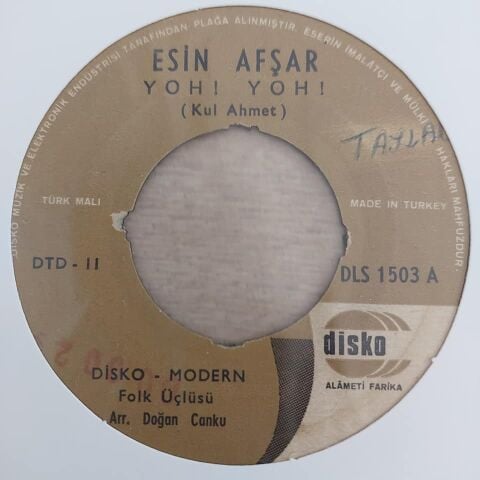 DİSKO MÜZİK VE ELEKTRONİK ENDÜSTRİSİ TARAFINDAN PLAĞA ALINMIŞTIR. ESERİN İMALATÇI VE MÜLKİ HAKLARI MAHFUZDUR.
ESİN AFŞAR
YOH! YOH!
(Kul Ahmet)
TÜRK MALI
MADE IN TURKEY
DTD - II
DLS 1503 A
disko
ALÂMETİ FARİKA
DİSKO - MODERN
Folk Üçlüsü
Arr. Doğan Canku